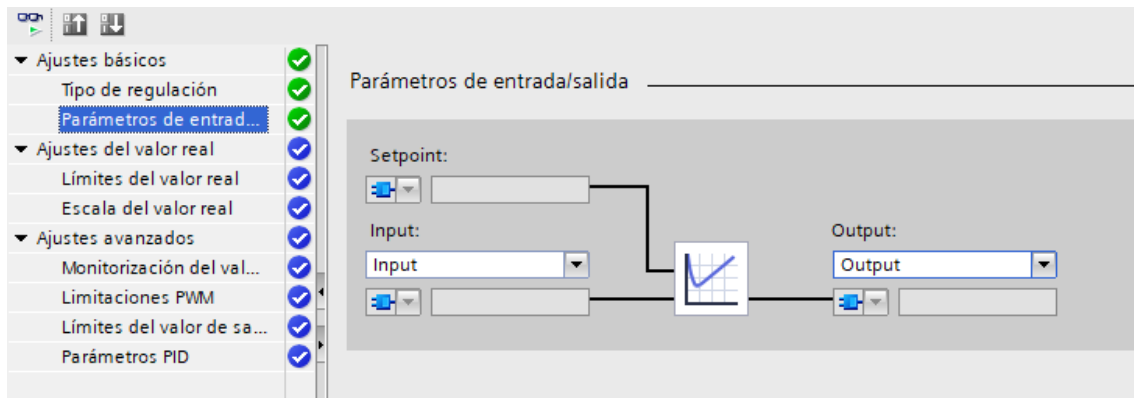 Ajustes básicos
Tipo de regulación
Parámetros de entrad...
Ajustes del valor real
Límites del valor real
Escala del valor real
Ajustes avanzados
Monitorización del val...
Limitaciones PWM
Límites del valor de sa...
Parámetros PID
Parámetros de entrada/salida
Setpoint:
Input:
Input
Output:
Output